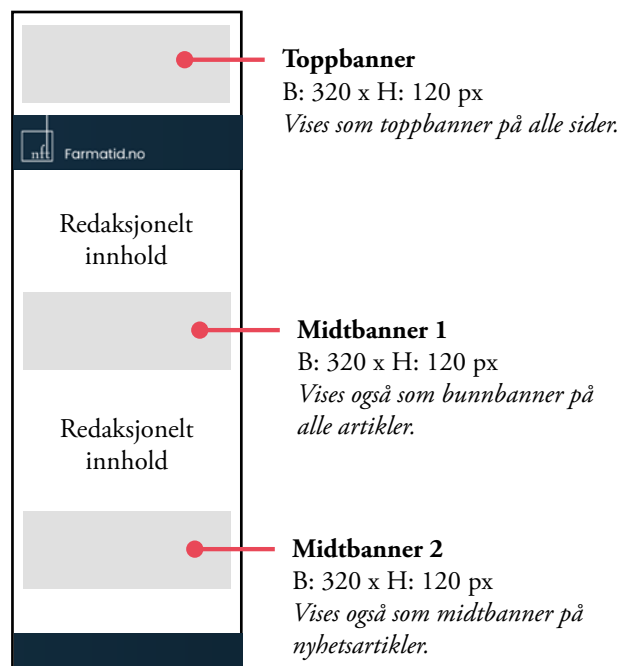 Toppbanner
B: 320 x H: 120 px
Vises som toppbanner på alle sider.
nft Farmatid.no
Redaksjonelt
innhold
Midtbanner 1
B: 320 x H: 120 px
Vises også som bunnbanner på
alle artikler.
Redaksjonelt
innhold
Midtbanner 2
B: 320 x H: 120 px
Vises også som midtbanner på
nyhetsartikler.